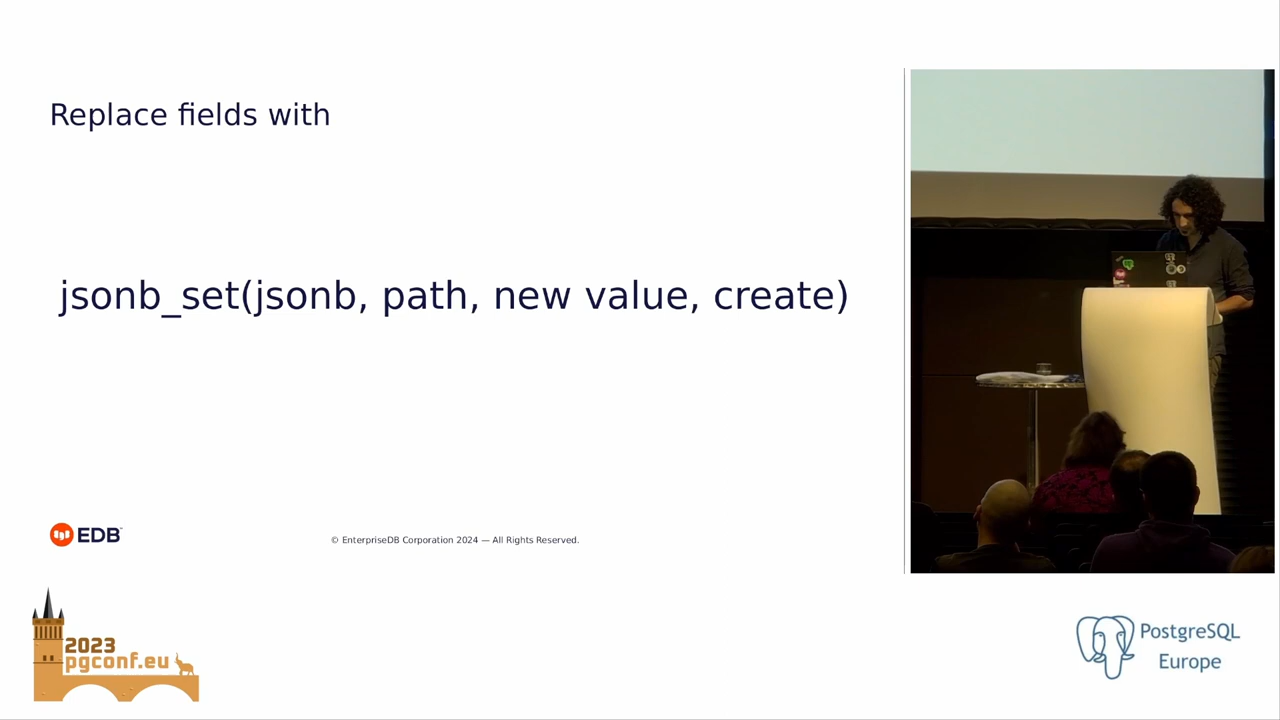 Replace fields with
jsonb_set(jsonb, path, new value, create)
EDB
© EnterpriseDB Corporation 2024 — All Rights Reserved.
2023
pgconf.eu
PostgreSQL
Europe